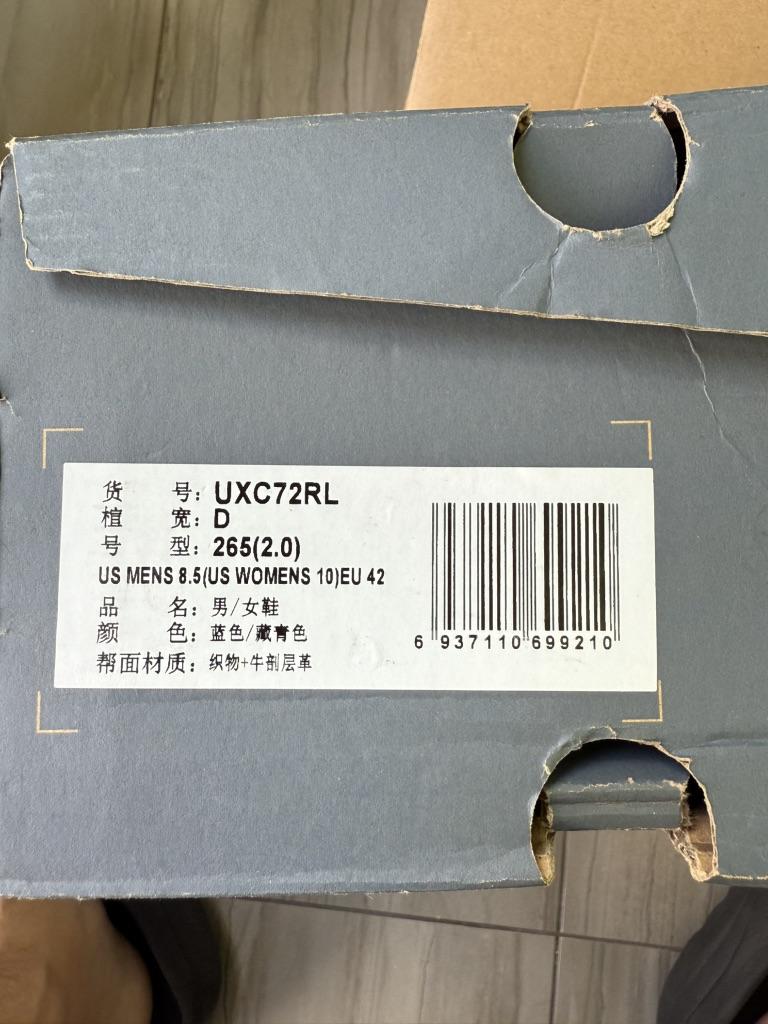 货 号：UXC72RL
楦 宽：D
号 型：265(2.0)
US MENS 8.5(US WOMENS 10)EU 42
品 名：男/女鞋
颜 色：蓝色/藏青色
帮面材质：织物+牛剖层革
6 937110 699210